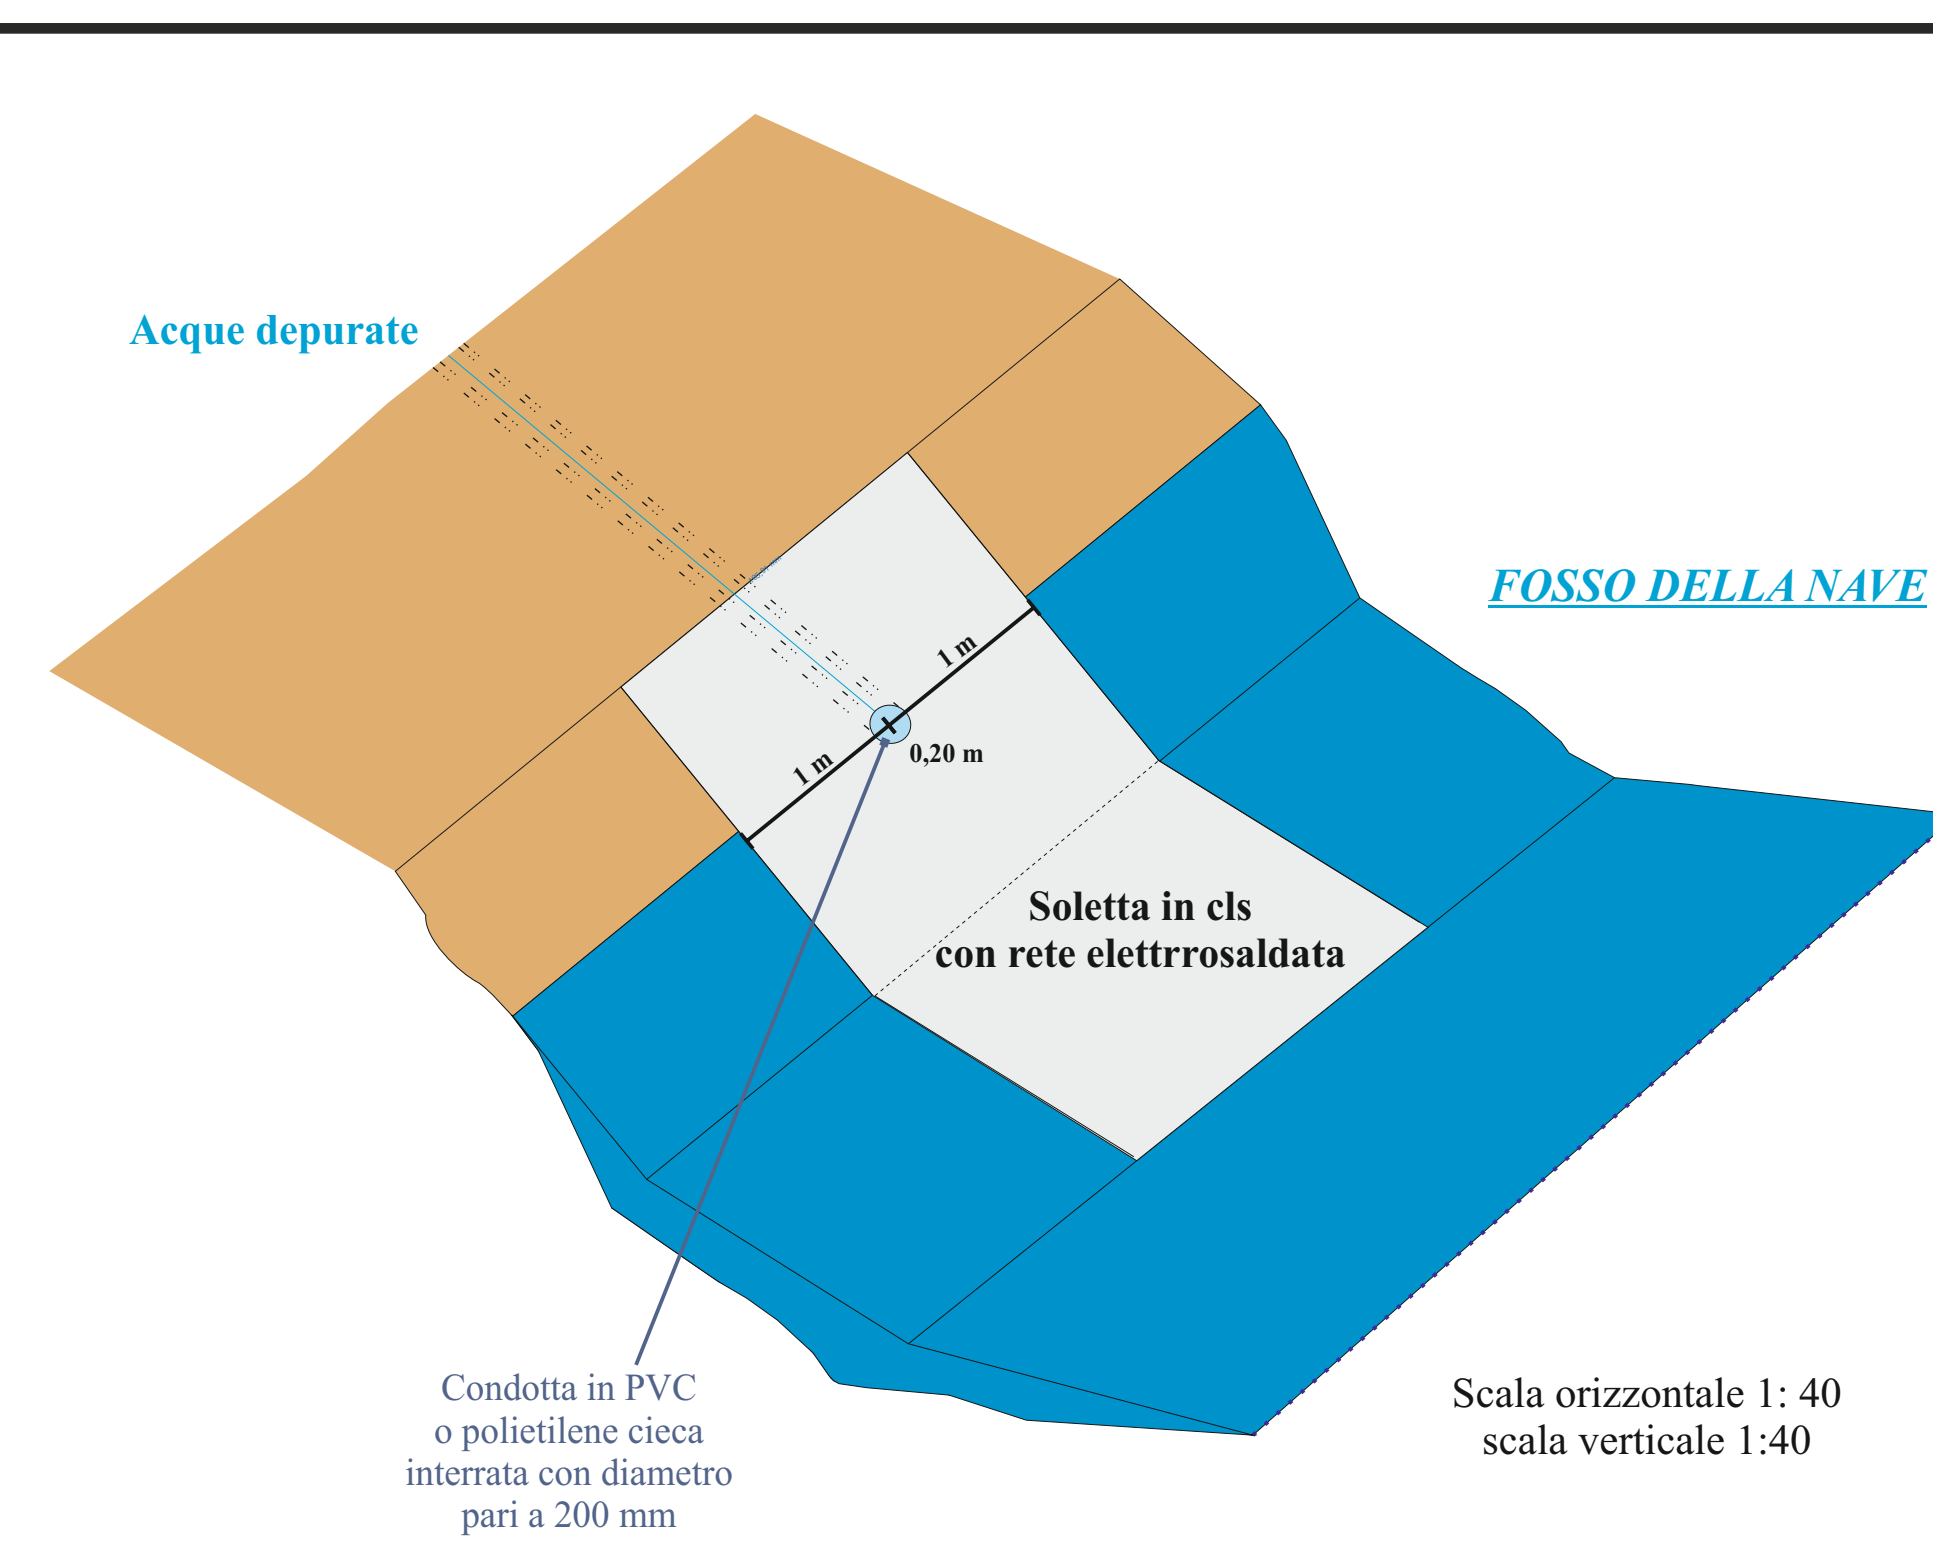 Acque depurate
FOSSO DELLA NAVE
1 m
1 m
0,20 m
Soletta in cls
con rete elettrrosaldata
Condotta in PVC
o polietilene cieca
interrata con diametro
pari a 200 mm
Scala orizzontale 1: 40
scala verticale 1:40